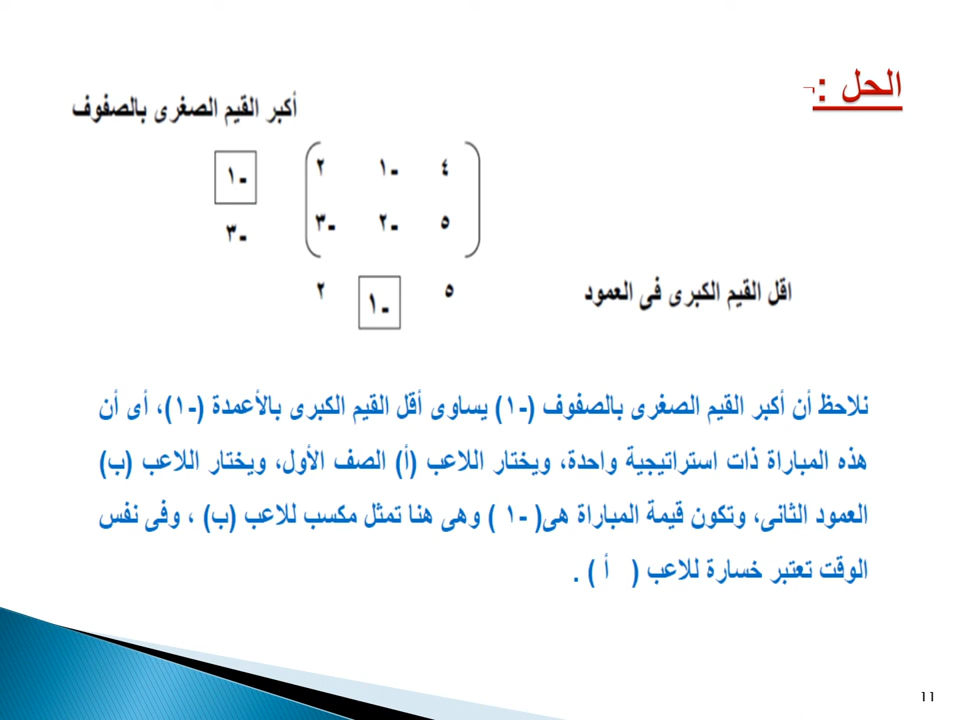 الحل :
أكبر القيم الصغرى بالصفوف
٤ -١ ٢ -١
٥ -٢ -٣ -٣
اقل القيم الكبرى فى العمود ٥ -١ ٢
نلاحظ أن أكبر القيم الصغرى بالصفوف (-١) يساوى أقل القيم الكبرى بالأعمدة (-١)، أى أن
هذه المباراة ذات استراتيجية واحدة، ويختار اللاعب (أ) الصف الأول، ويختار اللاعب (ب)
العمود الثانى، وتكون قيمة المباراة هى( -١ ) وهى هنا تمثل مكسب للاعب (ب) ، وفى نفس
الوقت تعتبر خسارة للاعب ( أ ) .
11